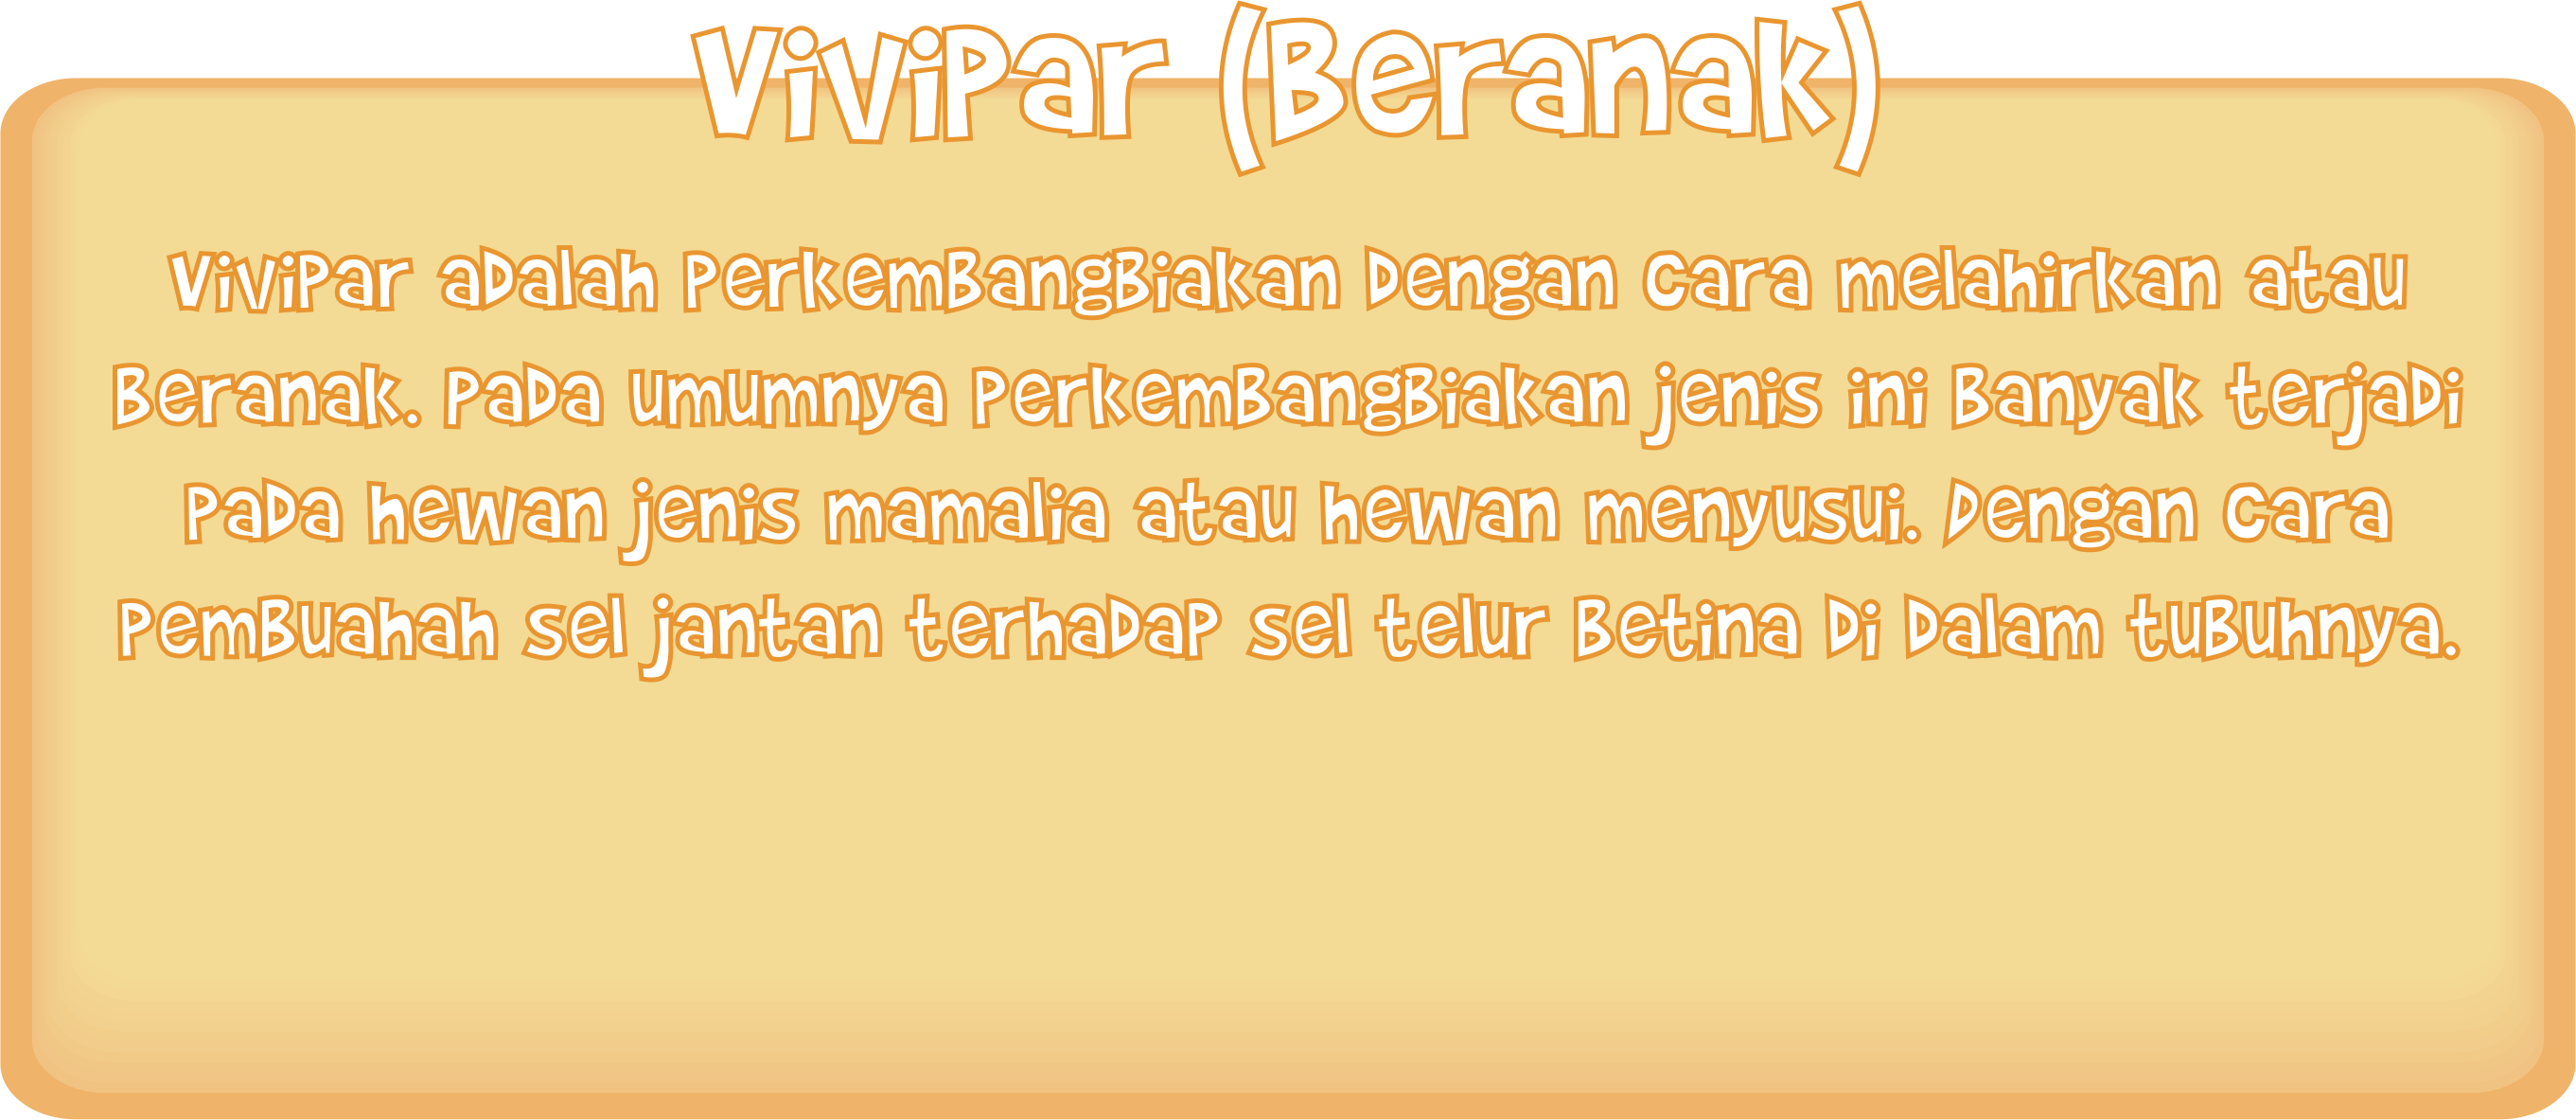 Vivipar (Beranak)
Vivipar adalah perkembangbiakan dengan cara melahirkan atau
beranak. Pada umumnya perkembangbiakan jenis ini banyak terjadi
pada hewan jenis mamalia atau hewan menyusui. Dengan cara
pembuahah sel jantan terhadap sel telur betina di dalam tubuhnya.